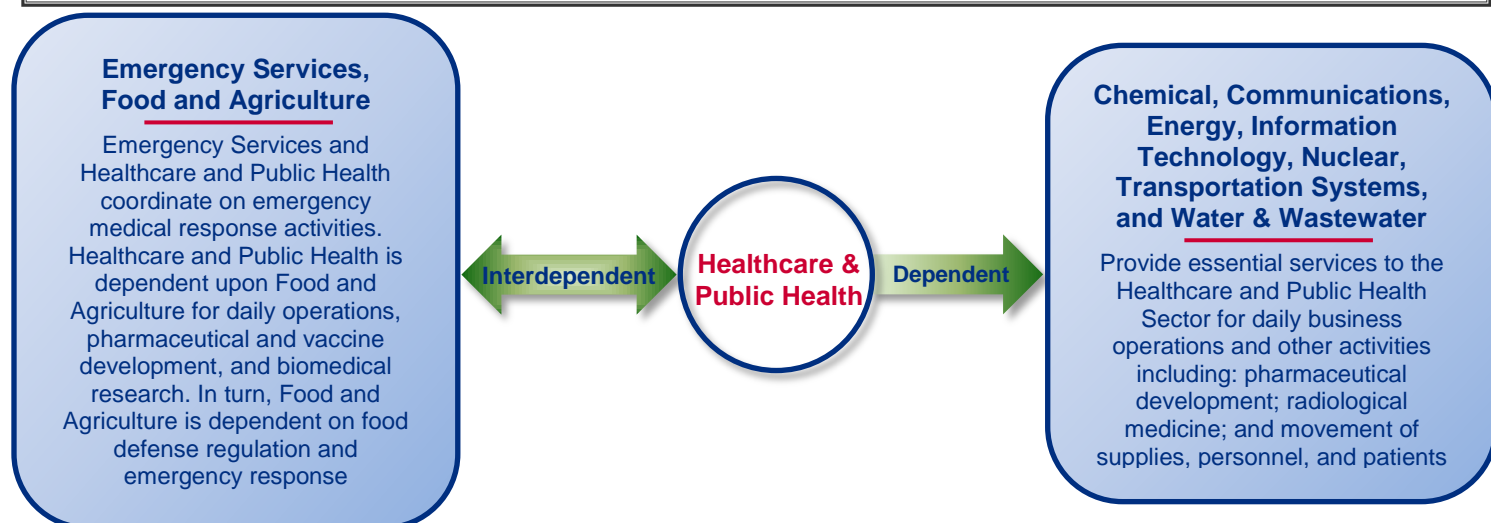 Emergency Services,
Food and Agriculture
Emergency Services and
Healthcare and Public Health
coordinate on emergency
medical response activities.
Healthcare and Public Health is
dependent upon Food and
Agriculture for daily operations,
pharmaceutical and vaccine
development, and biomedical
research. In turn, Food and
Agriculture is dependent on food
defense regulation and
emergency response
Interdependent
Healthcare &
Public Health
Dependent
Chemical, Communications,
Energy, Information
Technology, Nuclear,
Transportation Systems,
and Water & Wastewater
Provide essential services to the
Healthcare and Public Health
Sector for daily business
operations and other activities
including: pharmaceutical
development; radiological
medicine; and movement of
supplies, personnel, and patients